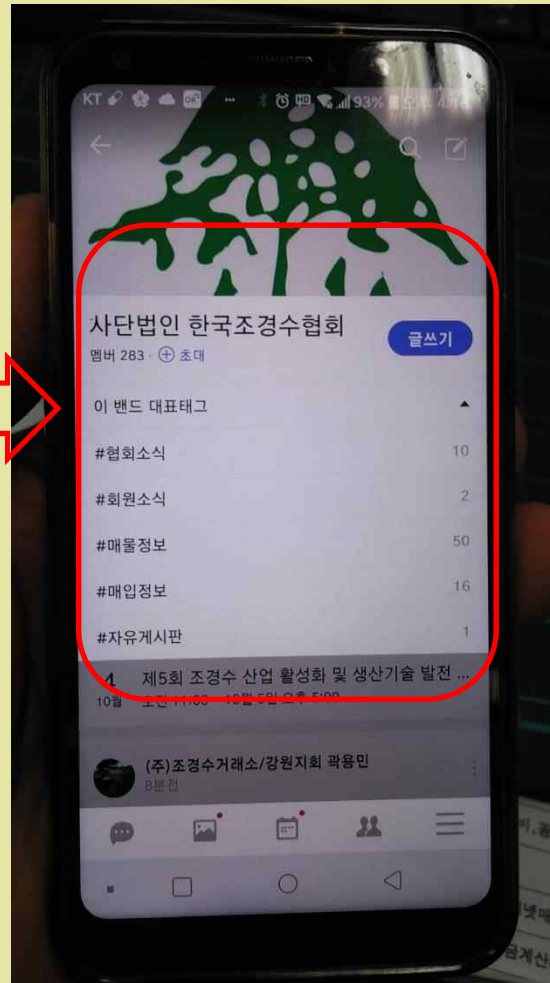 KT 93%
사단법인 한국조경수협회
글쓰기
멤버 283 · 초대
이 밴드 대표태그
#협회소식 10
#회원소식 2
#매물정보 50
#매입정보 16
#자유게시판 1
4 제5회 조경수 산업 활성화 및 생산기술 발전 ...
10월
(주)조경수거래소/강원지회 곽용민
8분전